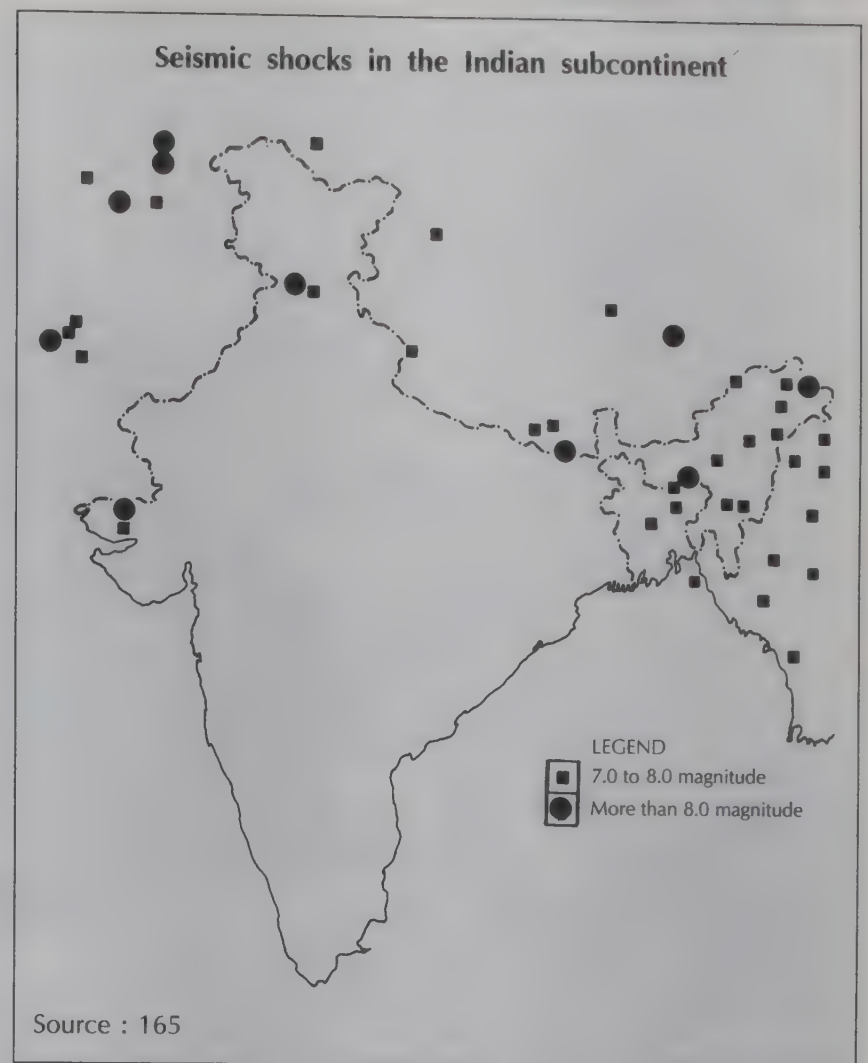 Seismic shocks in the Indian subcontinent
LEGEND
7.0 to 8.0 magnitude
More than 8.0 magnitude
Source : 165